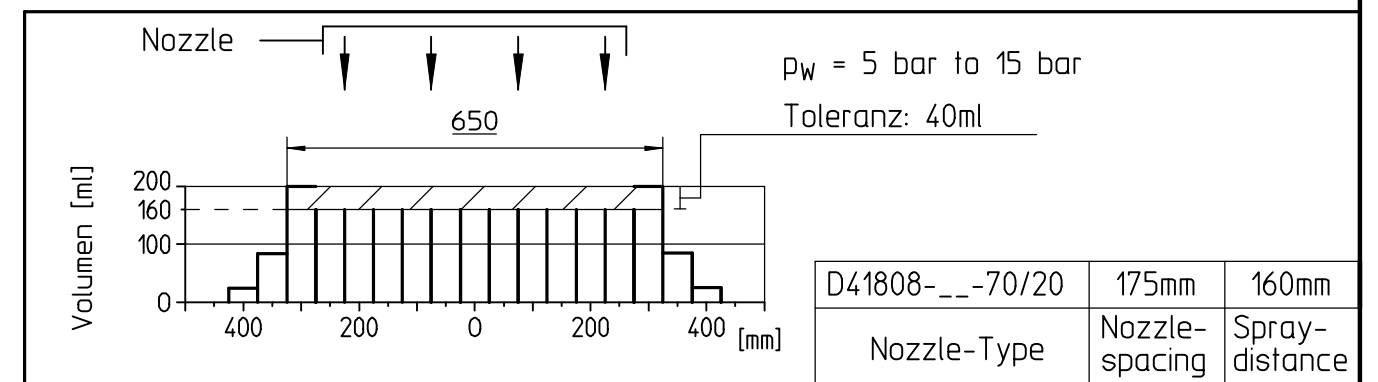 Nozzle
pw = 5 bar to 15 bar
Toleranz: 40ml
650
Volumen [ml]
200
160
100
0
400 200 0 200 400 [mm]
D41808-__-70/20 175mm 160mm
Nozzle-Type Nozzle-spacing Spray-distance